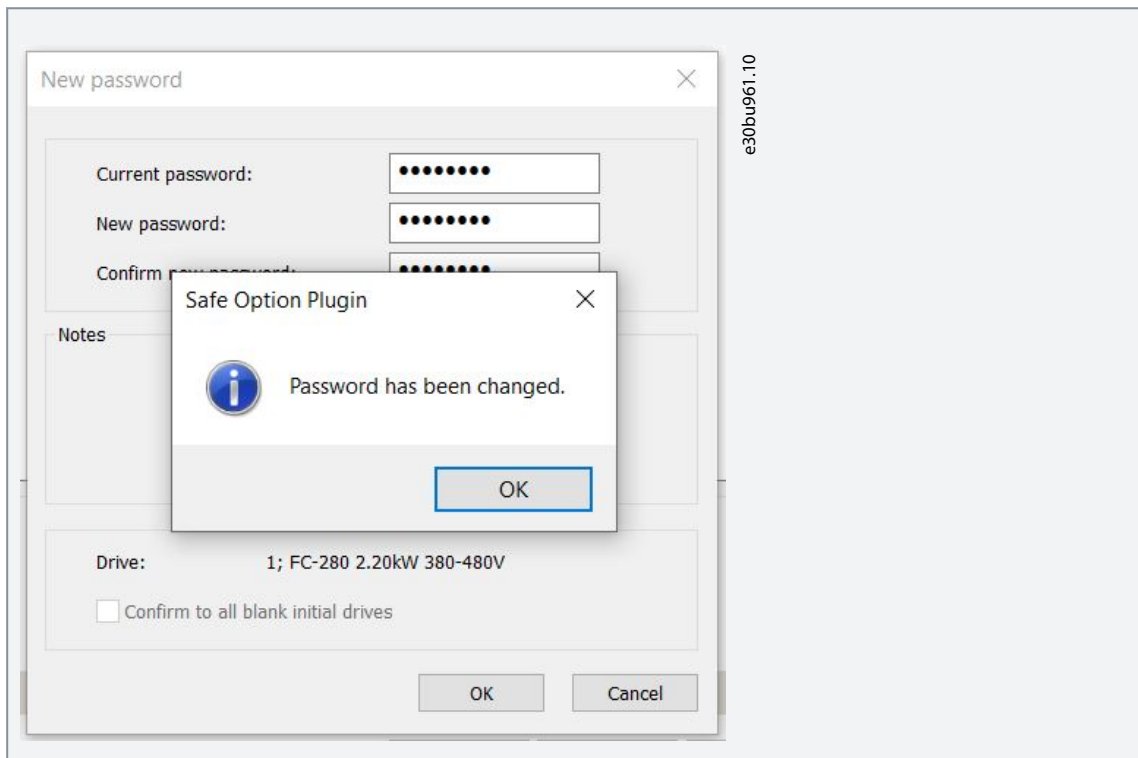 New password
e30bu961.10
Current password:
••••••••
New password:
••••••••
Confirm
••••••••
Safe Option Plugin
Notes
Password has been changed.
OK
Drive: 1; FC-280 2.20kW 380-480V
Confirm to all blank initial drives
OK Cancel